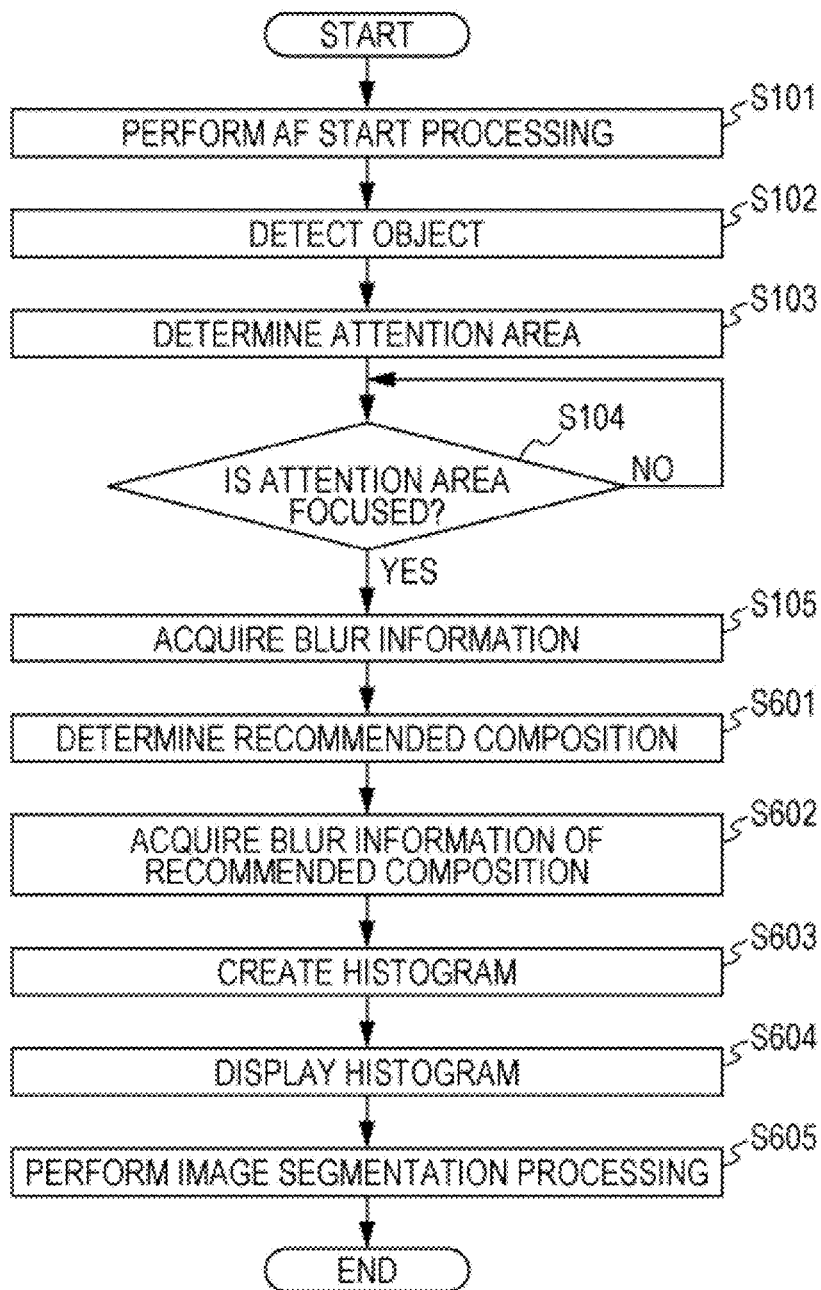 START
S101
PERFORM AF START PROCESSING
S102
DETECT OBJECT
S103
DETERMINE ATTENTION AREA
S104
IS ATTENTION AREA
FOCUSED?
NO
YES
S105
ACQUIRE BLUR INFORMATION
S601
DETERMINE RECOMMENDED COMPOSITION
S602
ACQUIRE BLUR INFORMATION OF
RECOMMENDED COMPOSITION
S603
CREATE HISTOGRAM
S604
DISPLAY HISTOGRAM
S605
PERFORM IMAGE SEGMENTATION PROCESSING
END